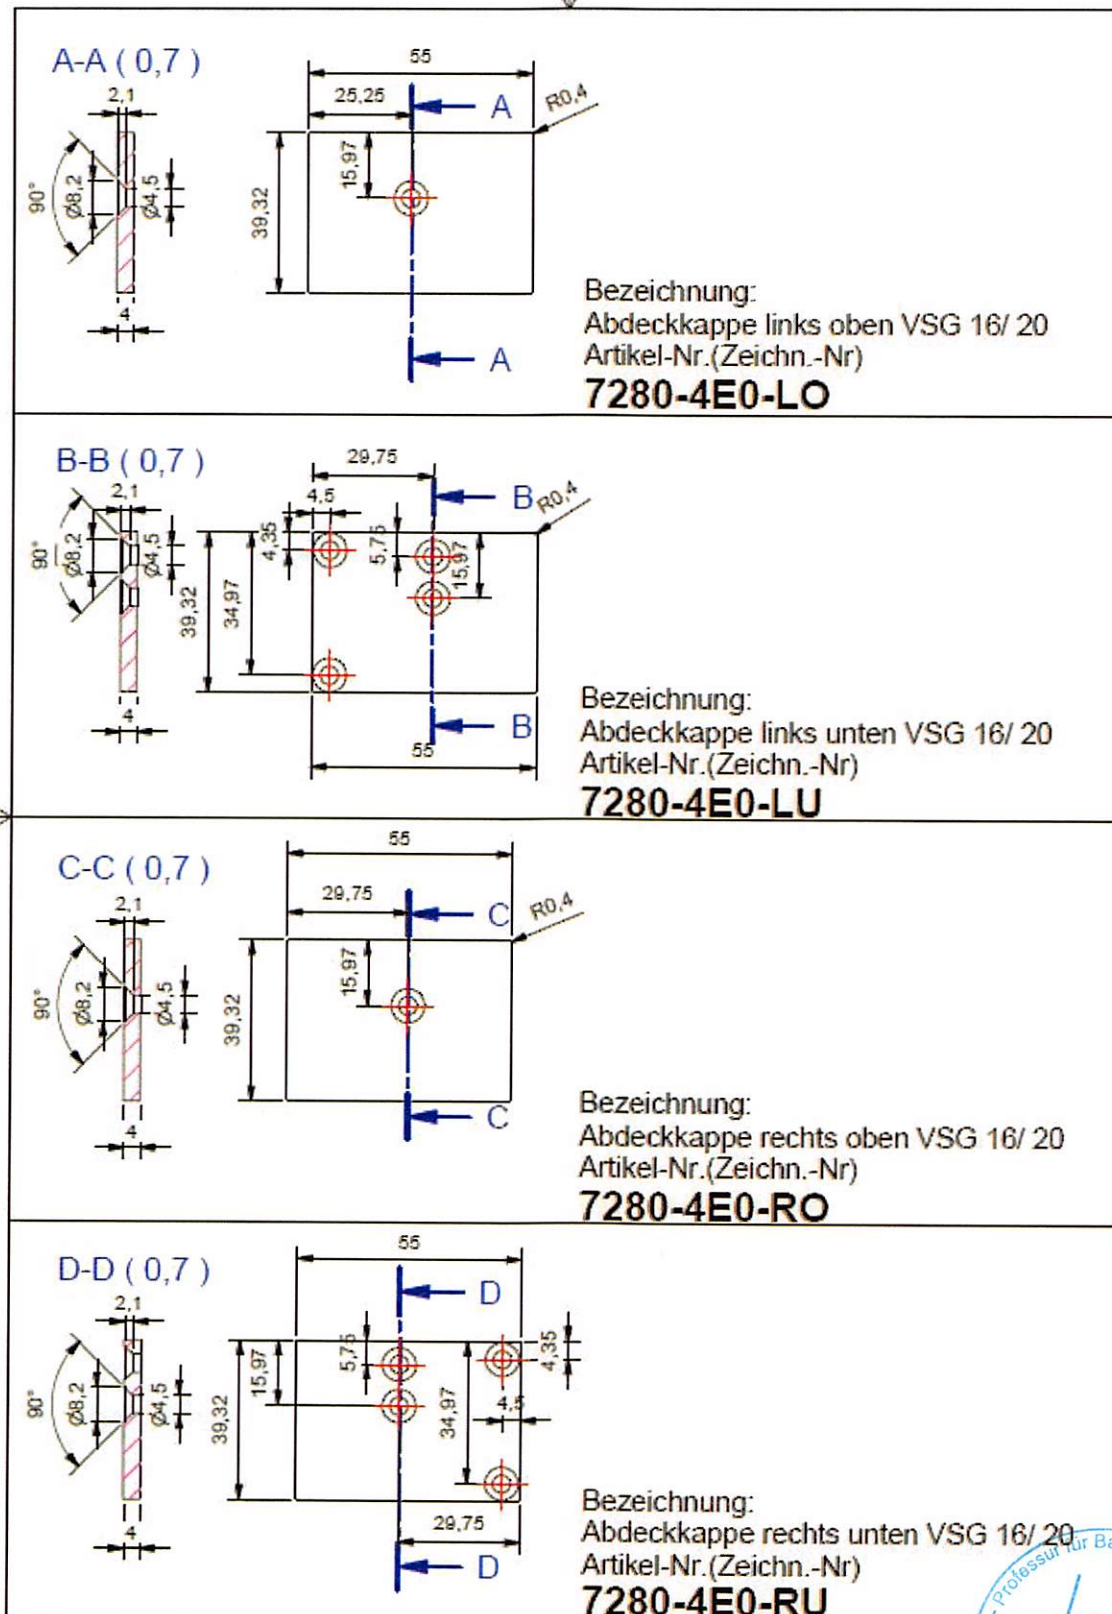 A-A ( 0,7 )
55
25,25
A
R0,4
2,1
90°
Ø8,2
Ø4,5
15,97
39,32
4
A
Bezeichnung:
Abdeckkappe links oben VSG 16/ 20
Artikel-Nr.(Zeichn.-Nr)
7280-4E0-LO
B-B ( 0,7 )
29,75
2,1
4,5
B
R0,4
90°
Ø8,2
Ø4,5
4,35
5,75
15,97
39,32
34,97
4
B
55
Bezeichnung:
Abdeckkappe links unten VSG 16/ 20
Artikel-Nr.(Zeichn.-Nr)
7280-4E0-LU
55
C-C ( 0,7 )
29,75
C
R0,4
2,1
90°
Ø8,2
Ø4,5
15,97
39,32
4
C
Bezeichnung:
Abdeckkappe rechts oben VSG 16/ 20
Artikel-Nr.(Zeichn.-Nr)
7280-4E0-RO
55
D-D ( 0,7 )
D
2,1
90°
Ø8,2
Ø4,5
39,32
15,97
5,75
34,97
4,5
4,35
4
29,75
D
Bezeichnung:
Abdeckkappe rechts unten VSG 16/ 20
Artikel-Nr.(Zeichn.-Nr)
7280-4E0-RU
Professur für